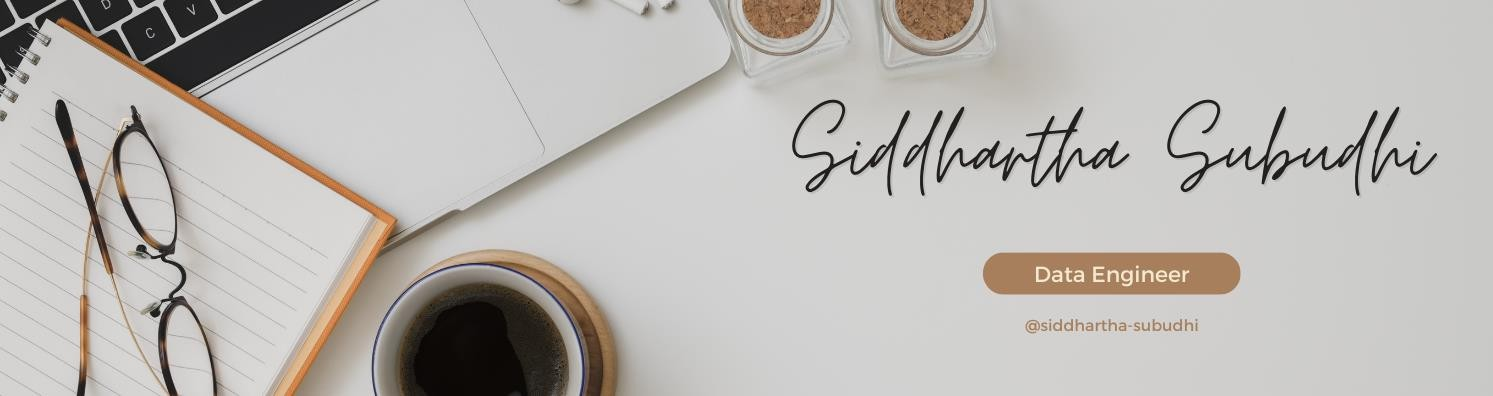 D
C
V
Siddhartha Subudhi
Data Engineer
@siddhartha-subudhi